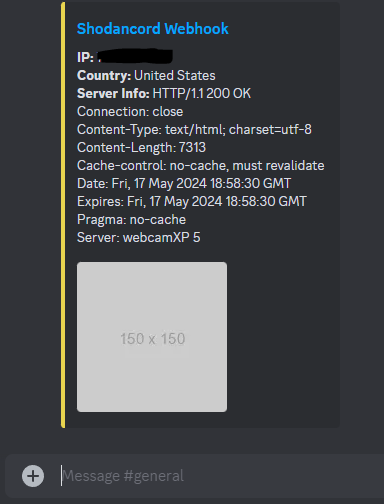 Shodancord Webhook
IP:
Country: United States
Server Info: HTTP/1.1 200 OK
Connection: close
Content-Type: text/html; charset=utf-8
Content-Length: 7313
Cache-control: no-cache, must revalidate
Date: Fri, 17 May 2024 18:58:30 GMT
Expires: Fri, 17 May 2024 18:58:30 GMT
Pragma: no-cache
Server: webcamXP 5
150 x 150
Message #general